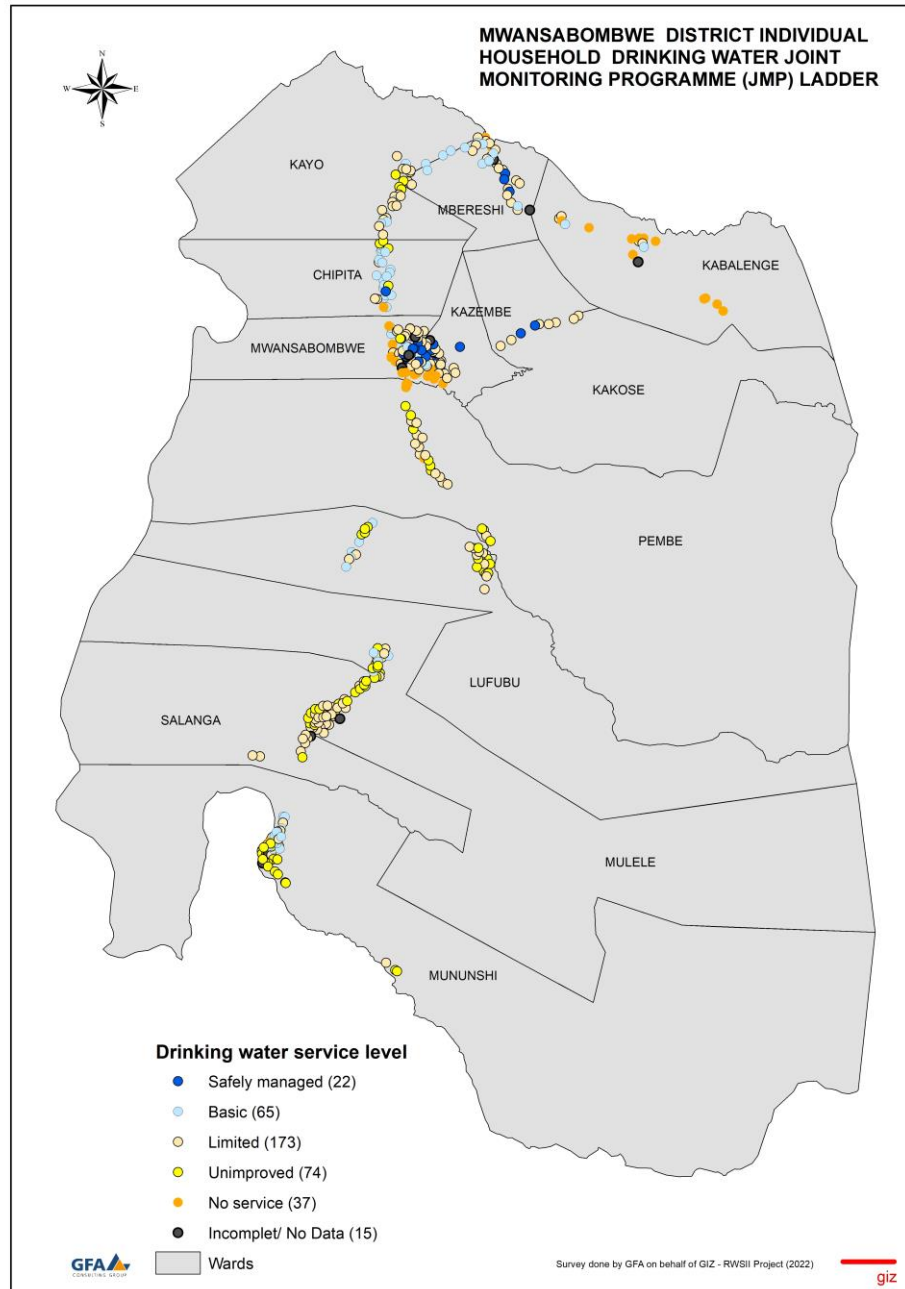 MWANSABOMBWE DISTRICT INDIVIDUAL
HOUSEHOLD DRINKING WATER JOINT
MONITORING PROGRAMME (JMP) LADDER
N
W E
S
KAYO
MBERESHI
CHIPITA
KABALENGE
KAZEMBE
MWANSABOMBWE
KAKOSE
PEMBE
LUFUBU
SALANGA
MULELE
MUNUNSHI
Drinking water service level
Safely managed (22)
Basic (65)
Limited (173)
Unimproved (74)
No service (37)
Incomplet/ No Data (15)
Wards
GFA
CONSULTING GROUP
Survey done by GFA on behalf of GIZ - RWSII Project (2022)
giz